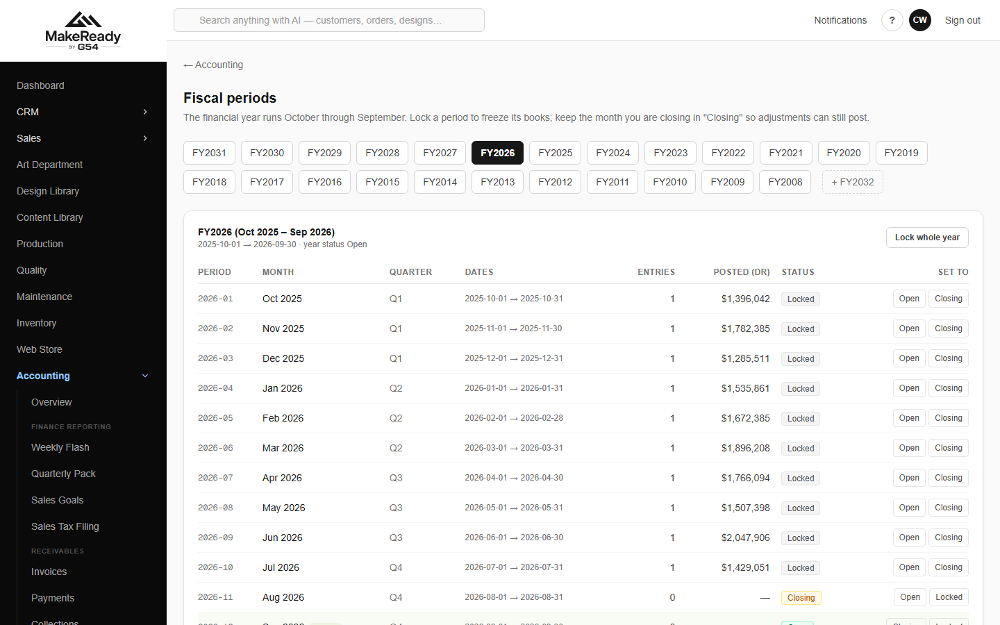 MakeReady
BY G54
Search anything with AI — customers, orders, designs...
Notifications ? CW Sign out
Dashboard
CRM
Sales
Art Department
Design Library
Content Library
Production
Quality
Maintenance
Inventory
Web Store
Accounting
Overview
FINANCE REPORTING
Weekly Flash
Quarterly Pack
Sales Goals
Sales Tax Filing
RECEIVABLES
Invoices
Payments
Collections
← Accounting
Fiscal periods
The financial year runs October through September. Lock a period to freeze its books; keep the month you are closing in "Closing" so adjustments can still post.
FY2031 FY2030 FY2029 FY2028 FY2027 FY2026 FY2025 FY2024 FY2023 FY2022 FY2021 FY2020 FY2019
FY2018 FY2017 FY2016 FY2015 FY2014 FY2013 FY2012 FY2011 FY2010 FY2009 FY2008 + FY2032
FY2026 (Oct 2025 – Sep 2026)
2025-10-01 → 2026-09-30 · year status Open
Lock whole year
PERIOD MONTH QUARTER DATES ENTRIES POSTED (DR) STATUS SET TO
2026-01 Oct 2025 Q1 2025-10-01 → 2025-10-31 1 $1,396,042 Locked Open Closing
2026-02 Nov 2025 Q1 2025-11-01 → 2025-11-30 1 $1,782,385 Locked Open Closing
2026-03 Dec 2025 Q1 2025-12-01 → 2025-12-31 1 $1,285,511 Locked Open Closing
2026-04 Jan 2026 Q2 2026-01-01 → 2026-01-31 1 $1,535,861 Locked Open Closing
2026-05 Feb 2026 Q2 2026-02-01 → 2026-02-28 1 $1,672,385 Locked Open Closing
2026-06 Mar 2026 Q2 2026-03-01 → 2026-03-31 1 $1,896,208 Locked Open Closing
2026-07 Apr 2026 Q3 2026-04-01 → 2026-04-30 1 $1,766,094 Locked Open Closing
2026-08 May 2026 Q3 2026-05-01 → 2026-05-31 1 $1,507,398 Locked Open Closing
2026-09 Jun 2026 Q3 2026-06-01 → 2026-06-30 1 $2,047,906 Locked Open Closing
2026-10 Jul 2026 Q4 2026-07-01 → 2026-07-31 1 $1,429,051 Locked Open Closing
2026-11 Aug 2026 Q4 2026-08-01 → 2026-08-31 0 — Closing Open Locked